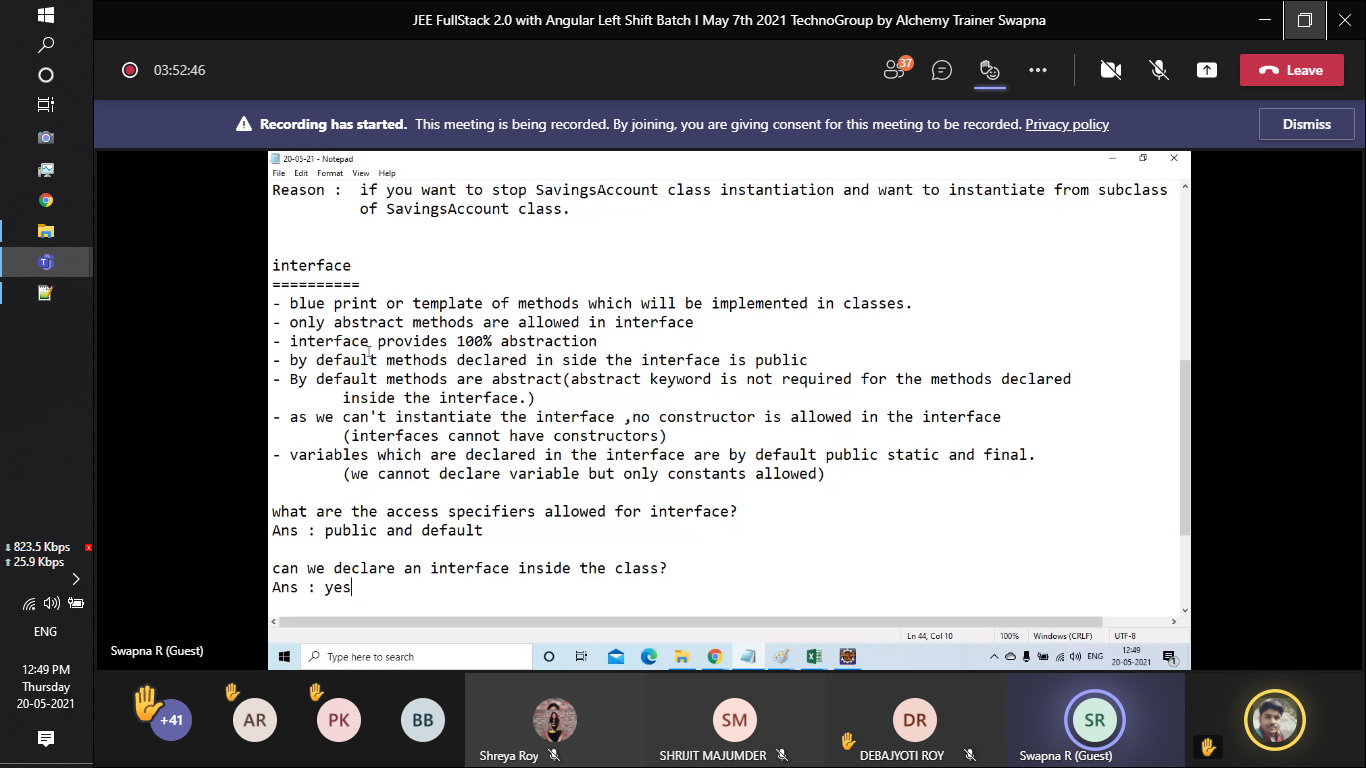 JEE FullStack 2.0 with Angular Left Shift Batch I May 7th 2021 TechnoGroup by Alchemy Trainer Swapna
03:52:46
37
Leave
Recording has started. This meeting is being recorded. By joining, you are giving consent for this meeting to be recorded. Privacy policy
Dismiss
20-05-21 - Notepad
File Edit Format View Help
Reason : if you want to stop SavingsAccount class instantiation and want to instantiate from subclass
of SavingsAccount class.
interface
==========
- blue print or template of methods which will be implemented in classes.
- only abstract methods are allowed in interface
- interface provides 100% abstraction
- by default methods declared in side the interface is public
- By default methods are abstract(abstract keyword is not required for the methods declared
inside the interface.)
- as we can't instantiate the interface ,no constructor is allowed in the interface
(interfaces cannot have constructors)
- variables which are declared in the interface are by default public static and final.
(we cannot declare variable but only constants allowed)
what are the access specifiers allowed for interface?
Ans : public and default
can we declare an interface inside the class?
Ans : yes
Ln 44, Col 10 100% Windows (CRLF) UTF-8
Type here to search
ENG
12:49
20-05-2021
1
Swapna R (Guest)
823.5 Kbps
x
25.9 Kbps
ENG
12:49 PM
Thursday
20-05-2021
T
+41
AR
PK
BB
Shreya Roy
SM
SHRIJIT MAJUMDER
DR
DEBAJYOTI ROY
SR
Swapna R (Guest)